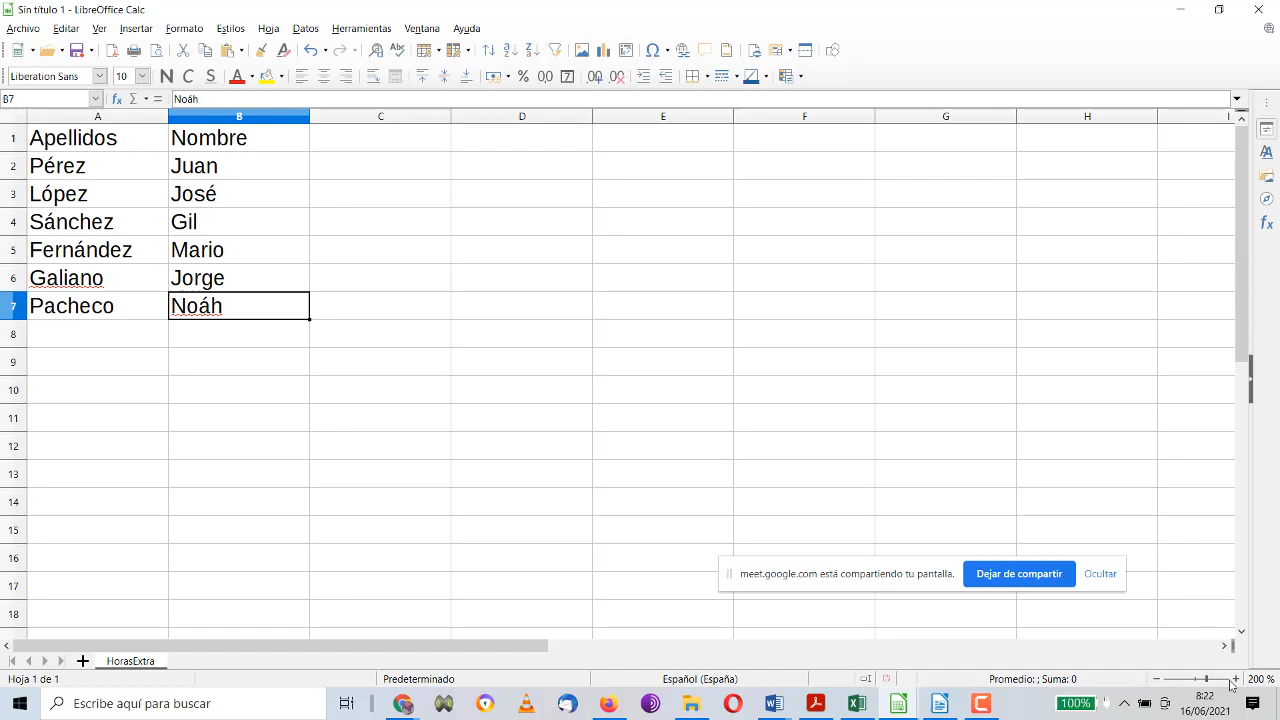 Sin título 1 - LibreOffice Calc
Archivo Editar Ver Insertar Formato Estilos Hoja Datos Herramientas Ventana Ayuda
Liberation Sans 10
B7 Noáh
A B C D E F G H I
1 Apellidos Nombre
2 Pérez Juan
3 López José
4 Sánchez Gil
5 Fernández Mario
6 Galiano Jorge
7 Pacheco Noáh
8
9
10
11
12
13
14
15
16
17
18
meet.google.com está compartiendo tu pantalla. Dejar de compartir Ocultar
HorasExtra
Hoja 1 de 1 Predeterminado Español (España) Promedio: ; Suma: 0 200 %
Escribe aquí para buscar 100% 8:22
16/06/2021